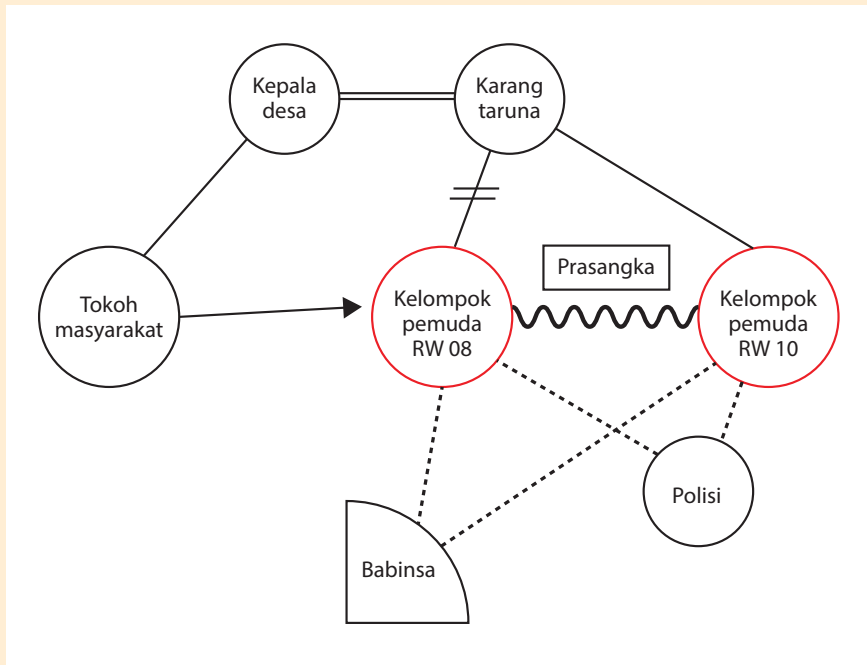 Kepala
desa
Karang
taruna
Prasangka
Tokoh
masyarakat
Kelompok
pemuda
RW 08
Kelompok
pemuda
RW 10
Polisi
Babinsa